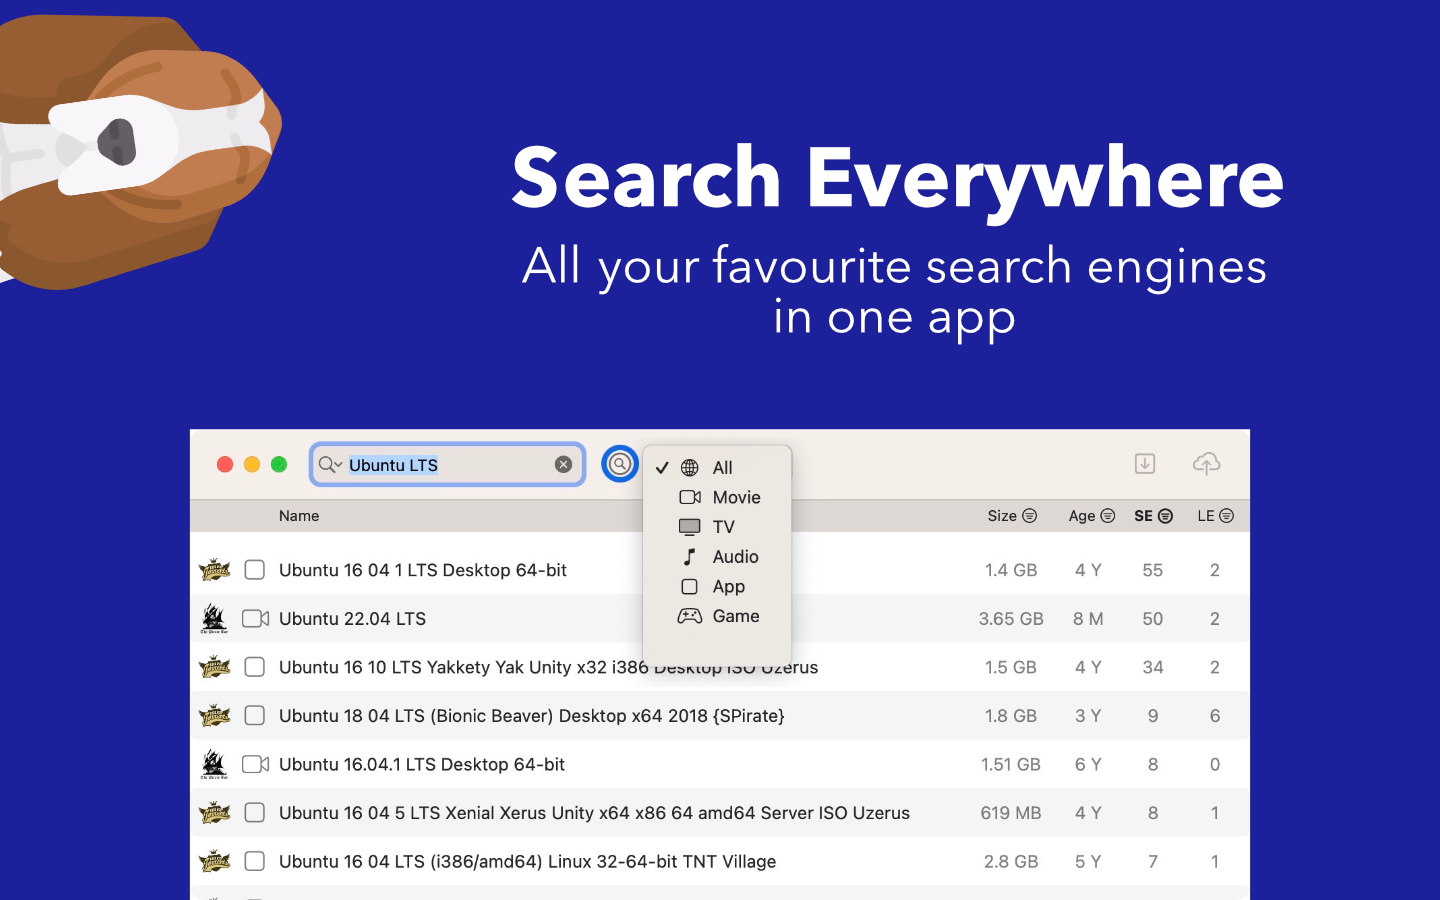 Search Everywhere
All your favourite search engines
in one app
Ubuntu LTS
All
Movie
TV
Audio
App
Game
Name Size Age SE LE
Ubuntu 16 04 1 LTS Desktop 64-bit 1.4 GB 4 Y 55 2
Ubuntu 22.04 LTS 3.65 GB 8 M 50 2
Ubuntu 16 10 LTS Yakkety Yak Unity x32 i386 Desktop ISO Uzerus 1.5 GB 4 Y 34 2
Ubuntu 18 04 LTS (Bionic Beaver) Desktop x64 2018 {SPirate} 1.8 GB 3 Y 9 6
Ubuntu 16.04.1 LTS Desktop 64-bit 1.51 GB 6 Y 8 0
Ubuntu 16 04 5 LTS Xenial Xerus Unity x64 x86 64 amd64 Server ISO Uzerus 619 MB 4 Y 8 1
Ubuntu 16 04 LTS (i386/amd64) Linux 32-64-bit TNT Village 2.8 GB 5 Y 7 1